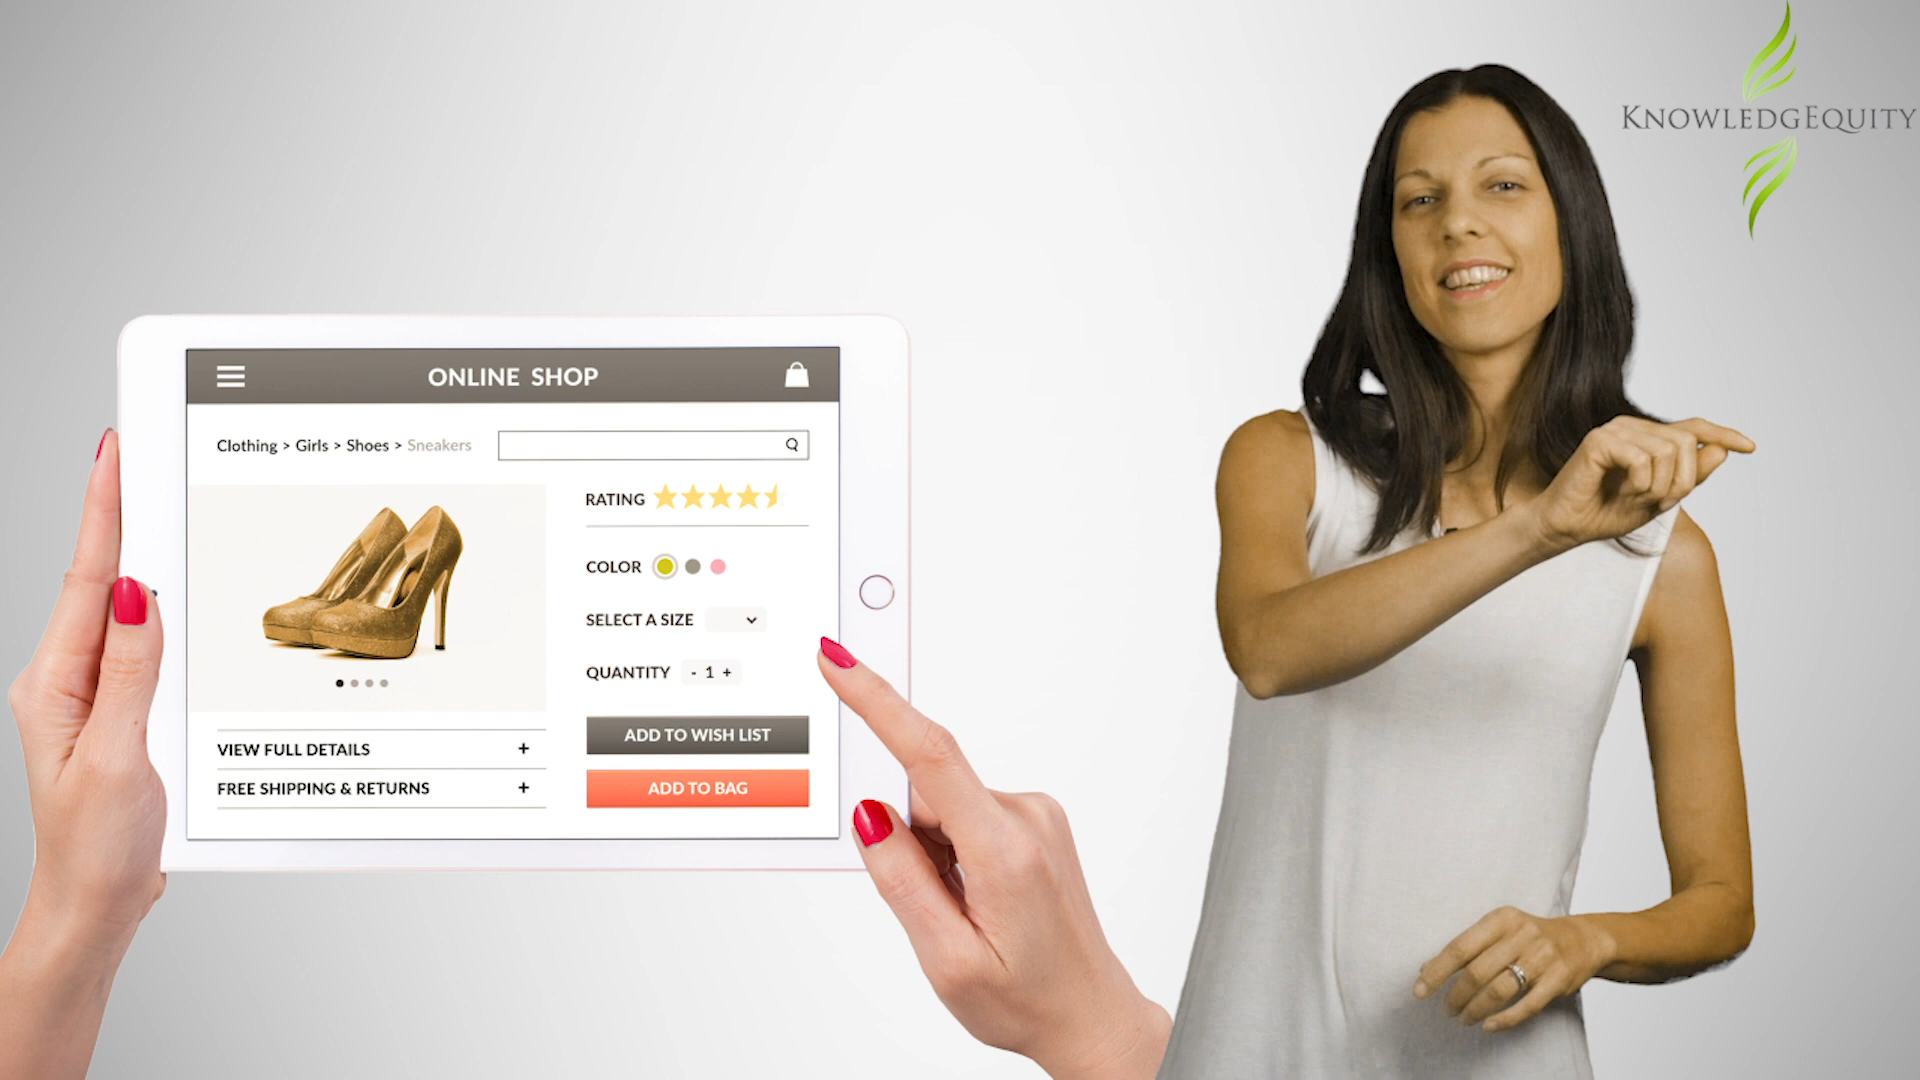 KNOWLEDGEQUITY
ONLINE SHOP
Clothing > Girls > Shoes > Sneakers
RATING
COLOR
SELECT A SIZE
QUANTITY - 1 +
ADD TO WISH LIST
VIEW FULL DETAILS +
FREE SHIPPING & RETURNS +
ADD TO BAG